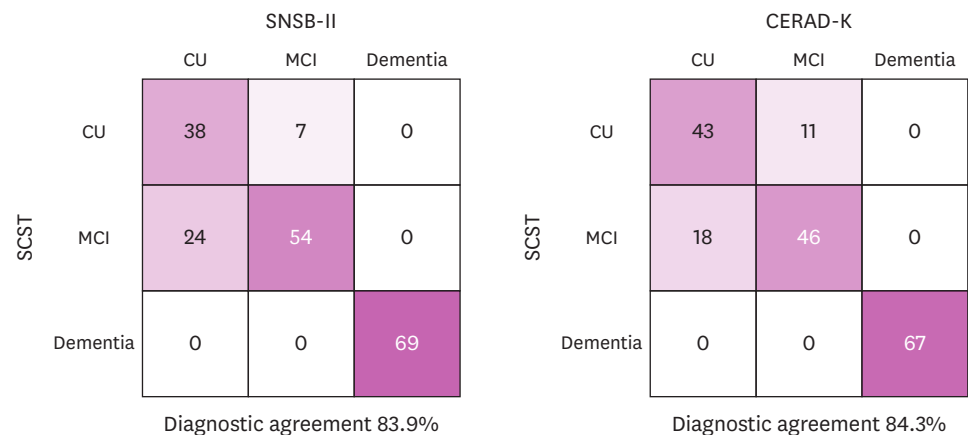 SNSB-II
CU MCI Dementia
SCST
CU 38 7 0
MCI 24 54 0
Dementia 0 0 69
Diagnostic agreement 83.9%
CERAD-K
CU MCI Dementia
SCST
CU 43 11 0
MCI 18 46 0
Dementia 0 0 67
Diagnostic agreement 84.3%